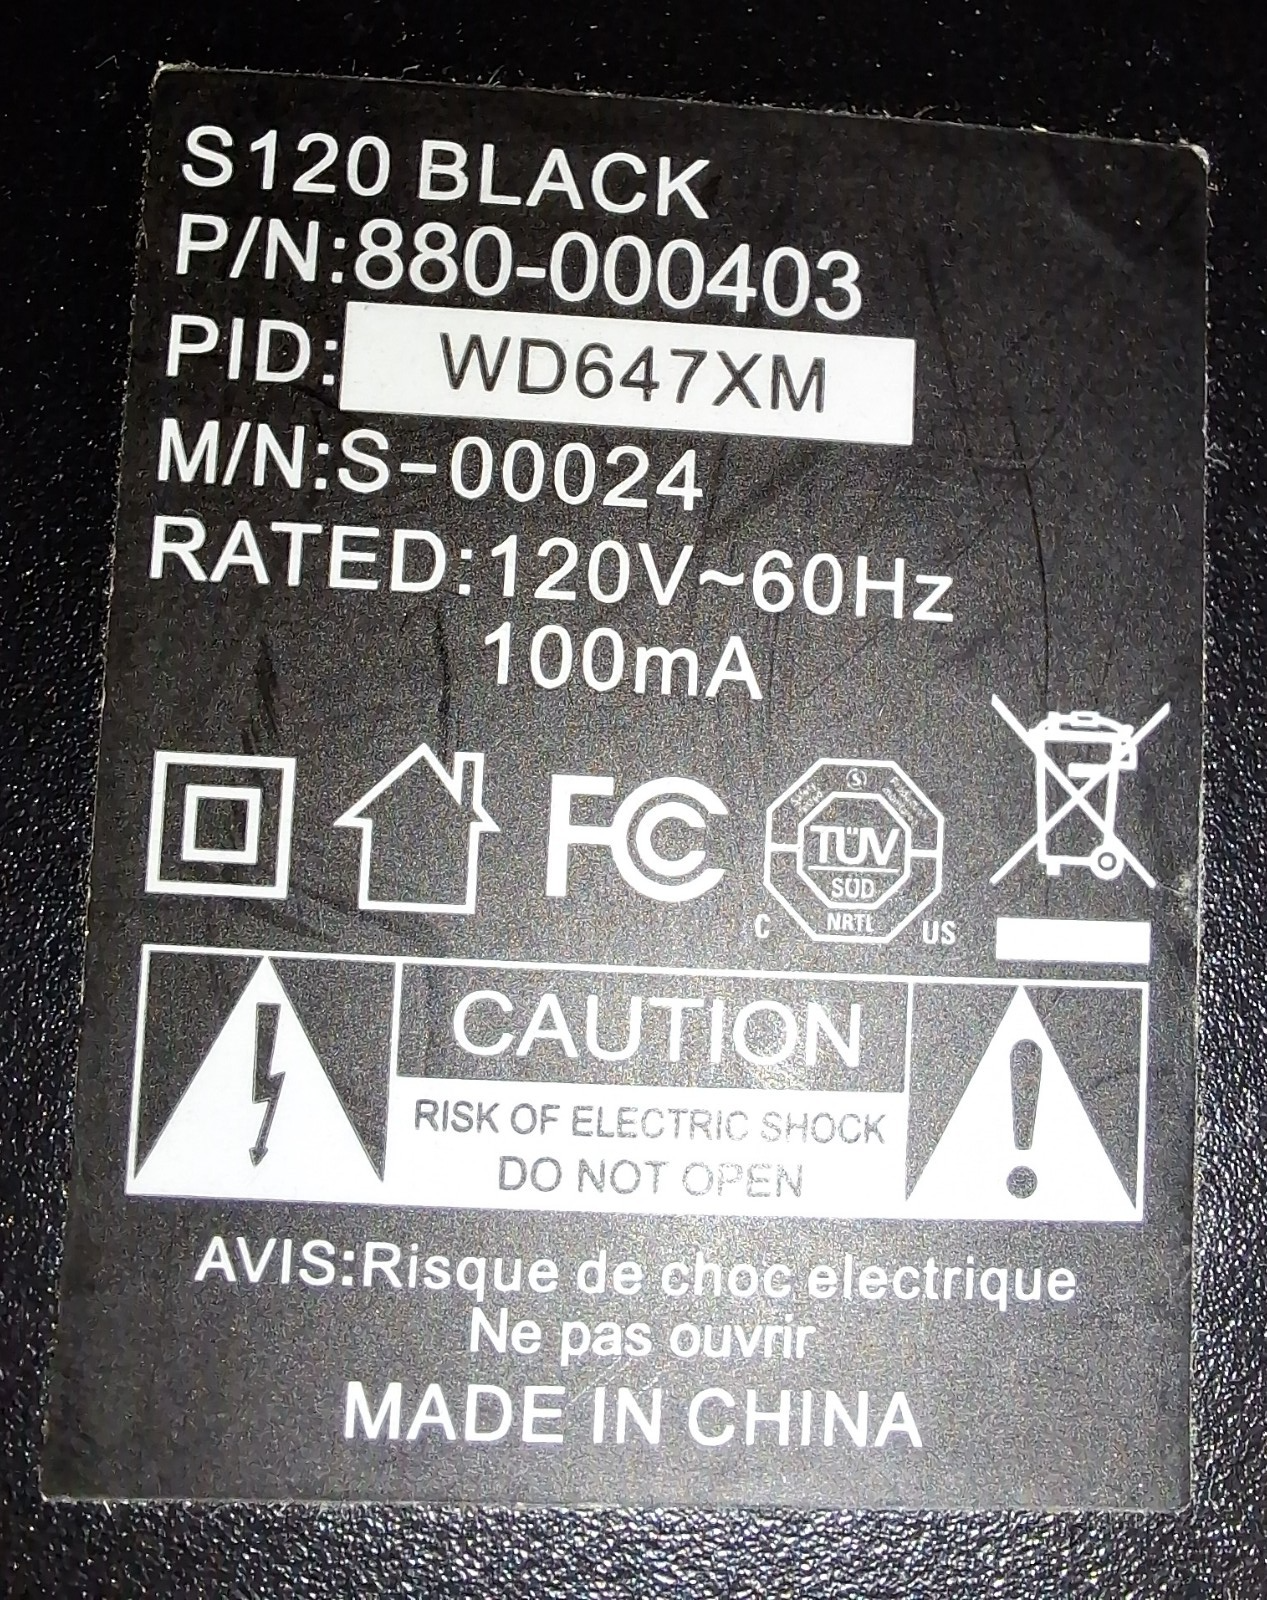 S120 BLACK
P/N:880-000403
PID: WD647XM
M/N:S-00024
RATED:120V~60Hz
100mA
FC
TÜV
SÜD
NRTL
C US
CAUTION
RISK OF ELECTRIC SHOCK
DO NOT OPEN
AVIS:Risque de choc electrique
Ne pas ouvrir
MADE IN CHINA